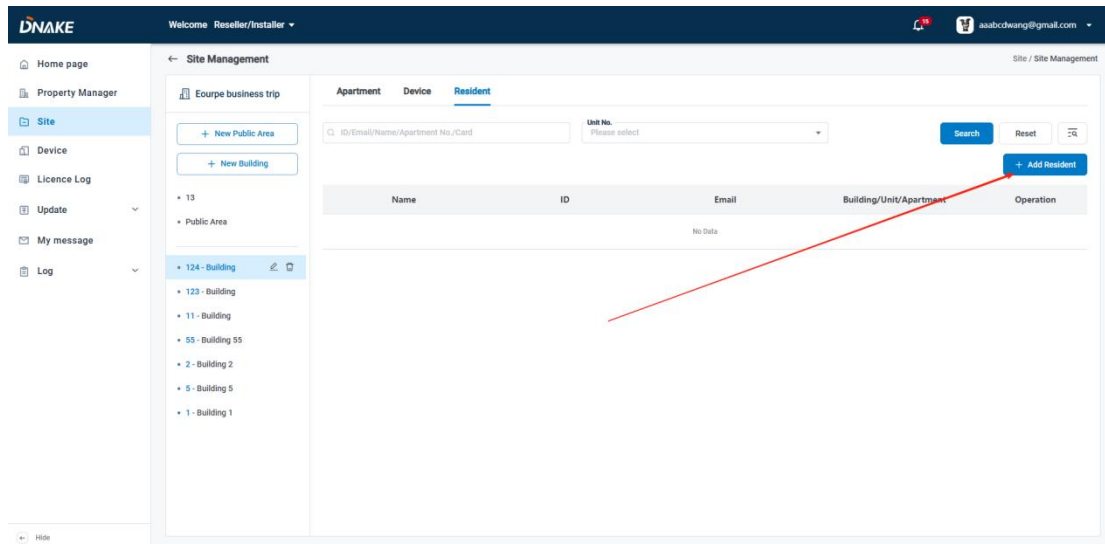 DNAKE
Welcome Reseller/Installer
15
aaabcdwang@gmail.com
Home page
Property Manager
Site
Device
Licence Log
Update
My message
Log
Hide
← Site Management
Site / Site Management
Eourpe business trip
+ New Public Area
+ New Building
• 13
• Public Area
• 124 - Building
• 123 - Building
• 11 - Building
• 55 - Building 55
• 2 - Building 2
• 5 - Building 5
• 1 - Building 1
Apartment Device Resident
ID/Email/Name/Apartment No./Card
Unit No.
Please select
Search Reset
+ Add Resident
Name ID Email Building/Unit/Apartment Operation
No Data